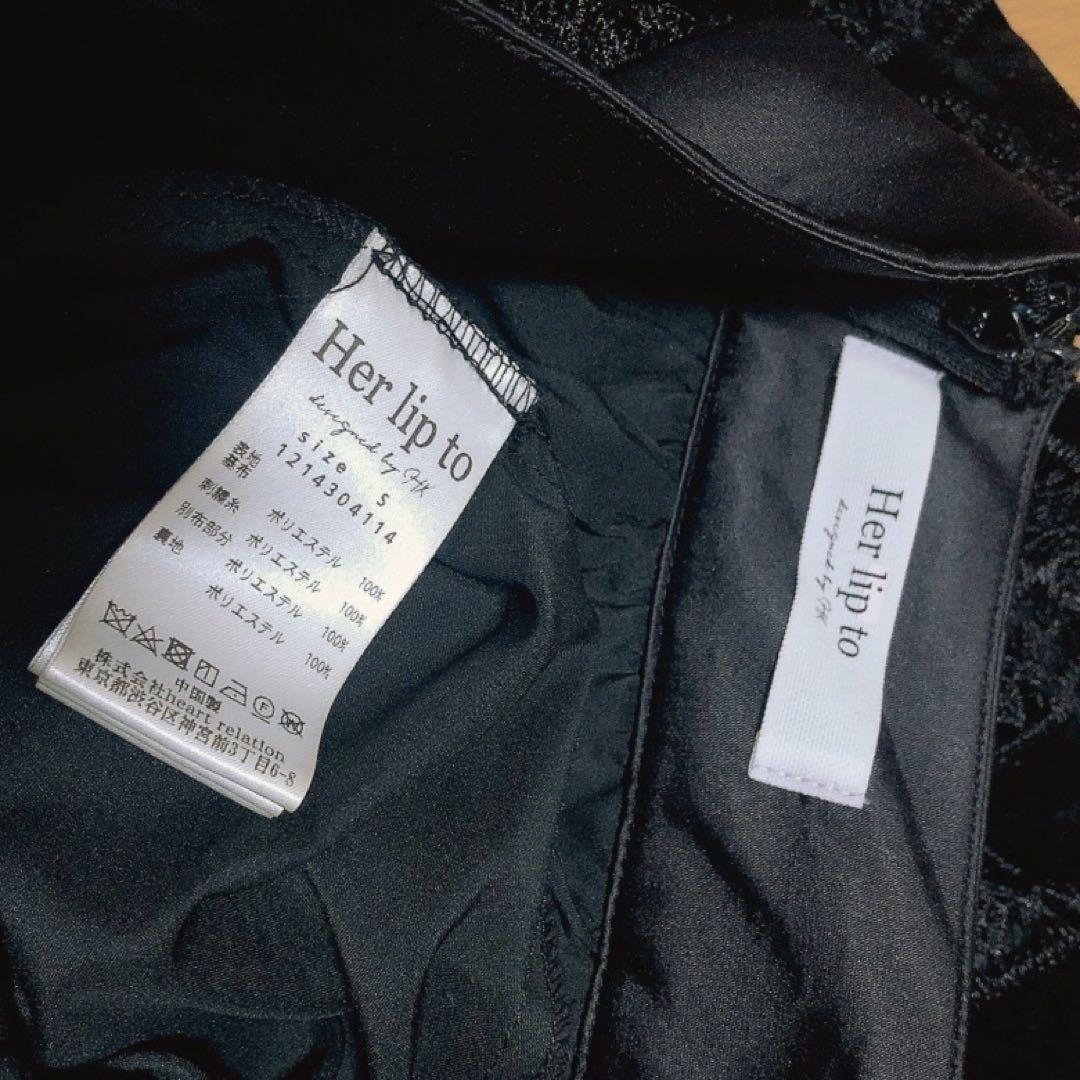 Her lip to
designed by
size S
1214304114
表地
基布 ポリエステル 100%
刺繍糸 ポリエステル 100%
別布部分 ポリエステル 100%
裏地 ポリエステル 100%
F
中国製
株式会社heart relation
東京都渋谷区神宮前3丁目6-8
Her lip to
designed by